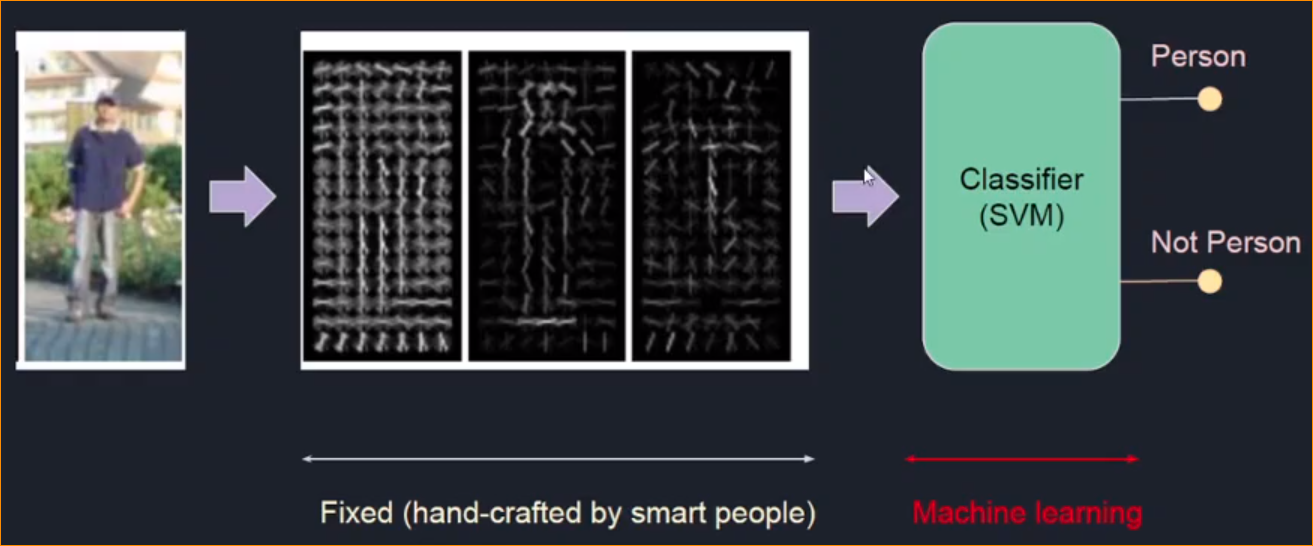 Person
Classifier
(SVM)
Not Person
Fixed (hand-crafted by smart people)
Machine learning